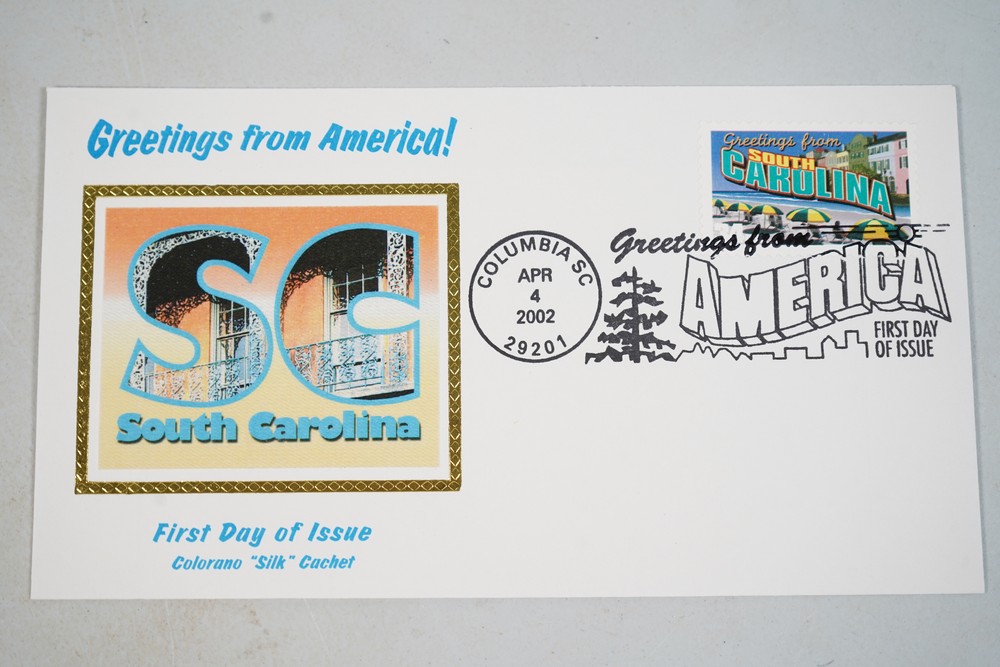 Greetings from America!
SC
South Carolina
First Day of Issue
Colorano "Silk" Cachet
Greetings from
SOUTH
CAROLINA
COLUMBIA SC
APR
4
2002
29201
Greetings from
AMERICA
FIRST DAY
OF ISSUE